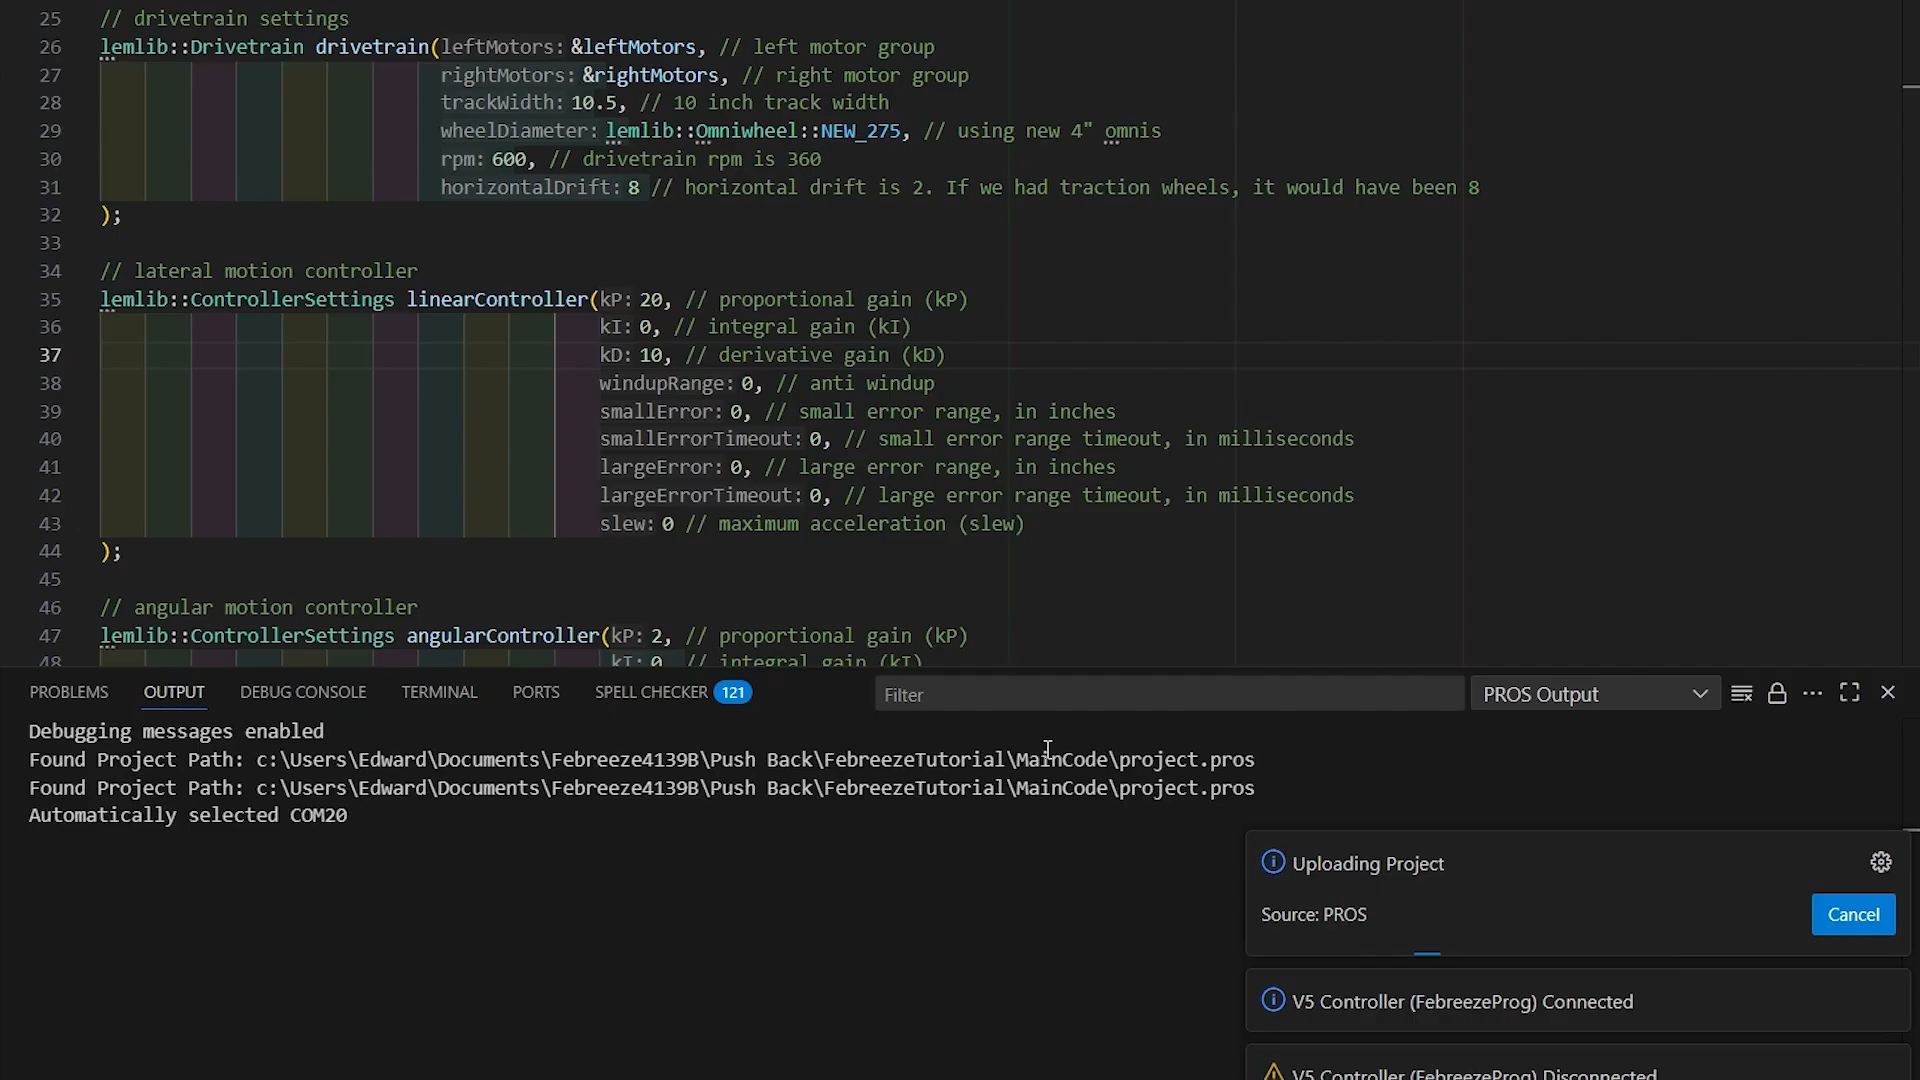 25 // drivetrain settings
26 lemlib::Drivetrain drivetrain(leftMotors: &leftMotors, // left motor group
27 rightMotors: &rightMotors, // right motor group
28 trackWidth: 10.5, // 10 inch track width
29 wheelDiameter: lemlib::Omniwheel::NEW_275, // using new 4" omnis
30 rpm: 600, // drivetrain rpm is 360
31 horizontalDrift: 8 // horizontal drift is 2. If we had traction wheels, it would have been 8
32 );
33
34 // lateral motion controller
35 lemlib::ControllerSettings linearController(kP: 20, // proportional gain (kP)
36 kI: 0, // integral gain (kI)
37 kD: 10, // derivative gain (kD)
38 windupRange: 0, // anti windup
39 smallError: 0, // small error range, in inches
40 smallErrorTimeout: 0, // small error range timeout, in milliseconds
41 largeError: 0, // large error range, in inches
42 largeErrorTimeout: 0, // large error range timeout, in milliseconds
43 slew: 0 // maximum acceleration (slew)
44 );
45
46 // angular motion controller
47 lemlib::ControllerSettings angularController(kP: 2, // proportional gain (kP)
48 kI: 0, // integral gain (kI)
PROBLEMS OUTPUT DEBUG CONSOLE TERMINAL PORTS SPELL CHECKER 121 Filter PROS Output
Debugging messages enabled
Found Project Path: c:\Users\Edward\Documents\Febreeze4139B\Push Back\FebreezeTutorial\MainCode\project.pros
Found Project Path: c:\Users\Edward\Documents\Febreeze4139B\Push Back\FebreezeTutorial\MainCode\project.pros
Automatically selected COM20
Uploading Project
Source: PROS Cancel
V5 Controller (FebreezeProg) Connected
V5 Controller (FebreezeProg) Disconnected